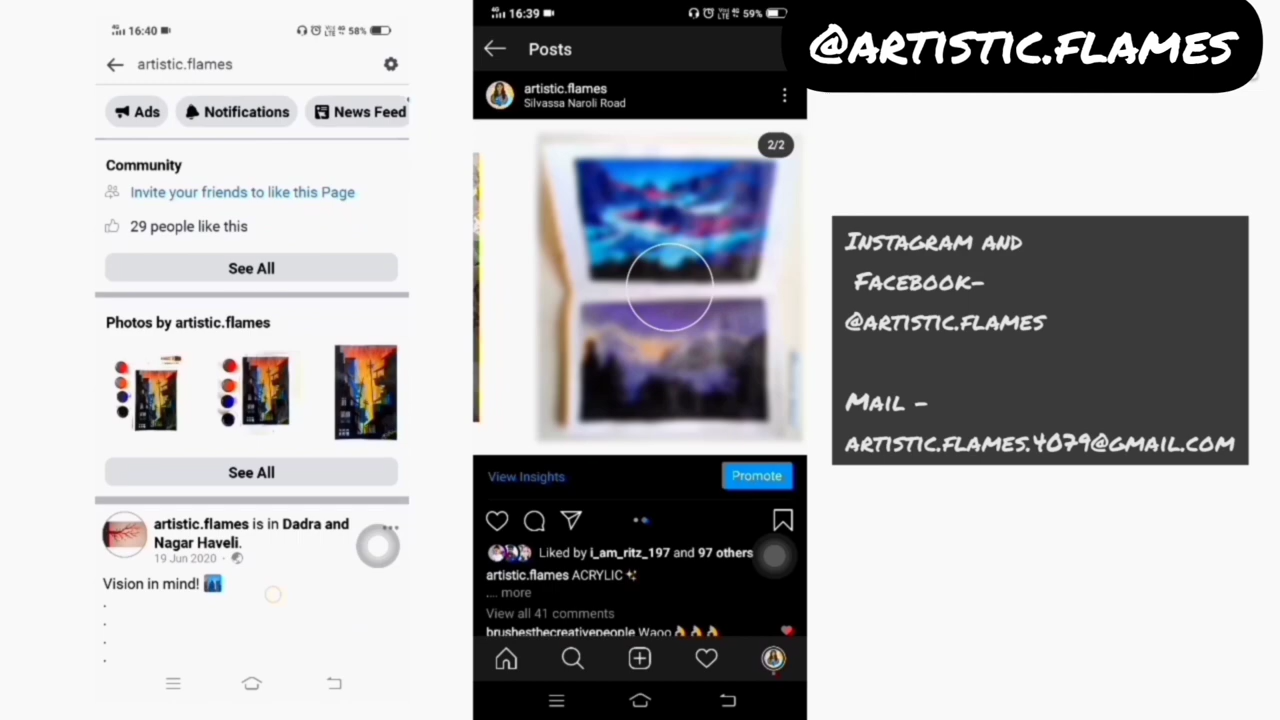 16:40
58%
artistic.flames
Ads
Notifications
News Feed
Community
Invite your friends to like this Page
29 people like this
See All
Photos by artistic.flames
See All
artistic.flames is in Dadra and
Nagar Haveli.
19 Jun 2020
Vision in mind!
16:39
59%
Posts
artistic.flames
Silvassa Naroli Road
2/2
View Insights
Promote
Liked by i_am_ritz_197 and 97 others
artistic.flames ACRYLIC
.... more
View all 41 comments
brushesthecreativepeople Waoo
@ARTISTIC.FLAMES
INSTAGRAM AND
FACEBOOK-
@ARTISTIC.FLAMES
MAIL -
ARTISTIC.FLAMES.4079@GMAIL.COM